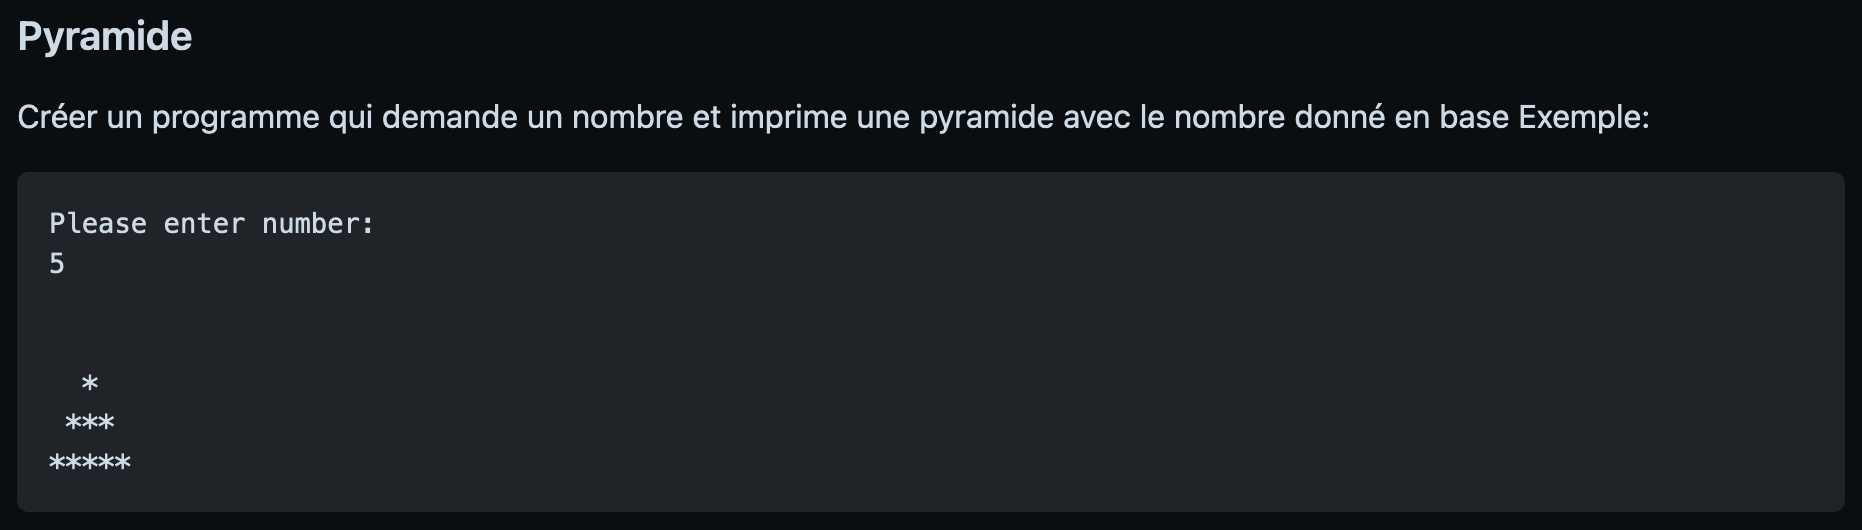 Pyramide
Créer un programme qui demande un nombre et imprime une pyramide avec le nombre donné en base Exemple:
Please enter number:
5
  *
 ***
*****